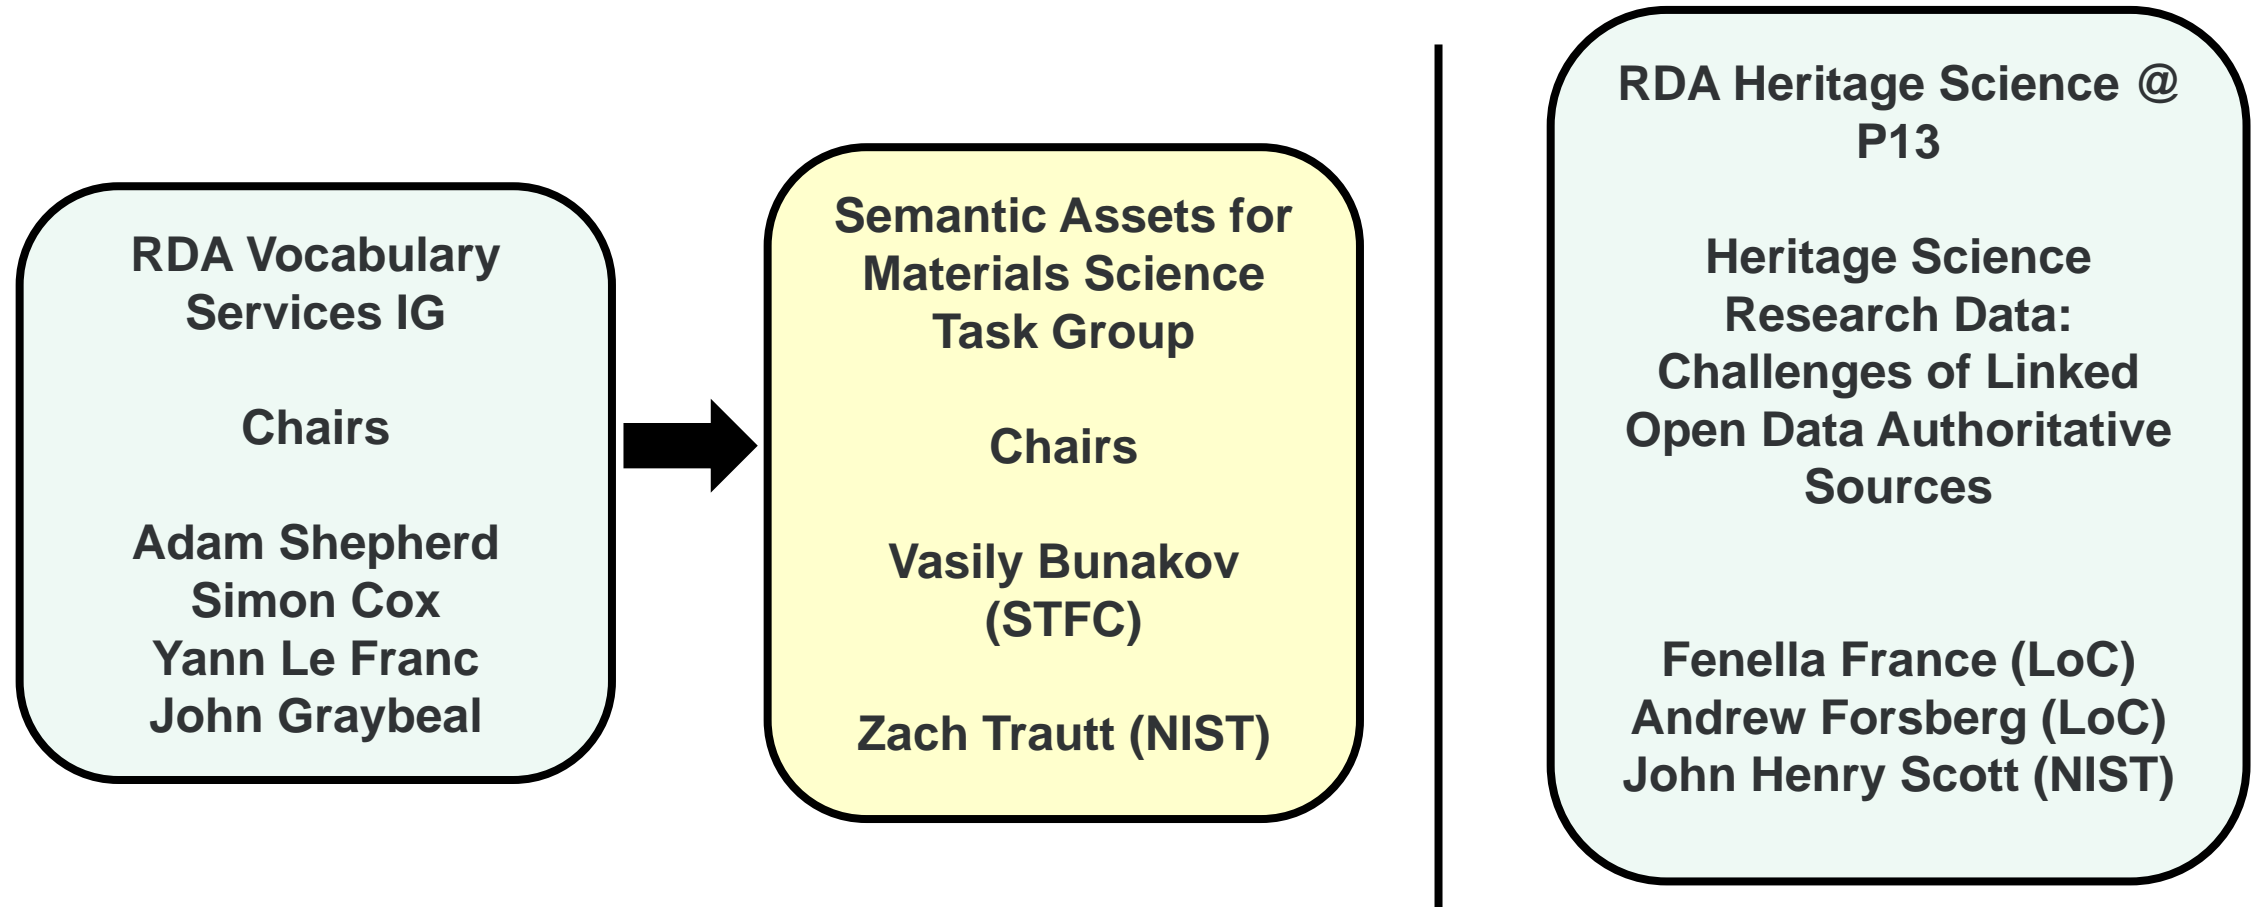 RDA Vocabulary
Services IG
Chairs
Adam Shepherd
Simon Cox
Yann Le Franc
John Graybeal
Semantic Assets for
Materials Science
Task Group
Chairs
Vasily Bunakov
(STFC)
Zach Trautt (NIST)
RDA Heritage Science @
P13
Heritage Science
Research Data:
Challenges of Linked
Open Data Authoritative
Sources
Fenella France (LoC)
Andrew Forsberg (LoC)
John Henry Scott (NIST)